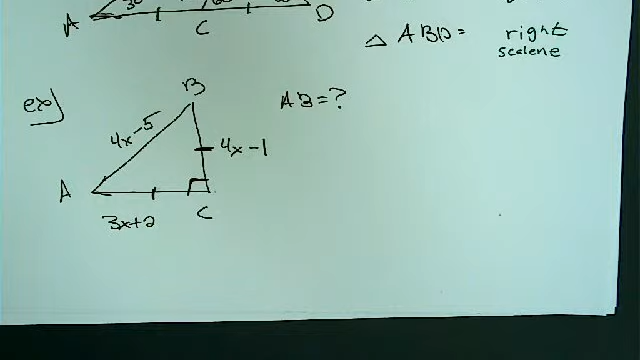 A C D
△ ABD = right
scalene
ex)
B
AB = ?
4x-5
4x-1
A
3x+2
C